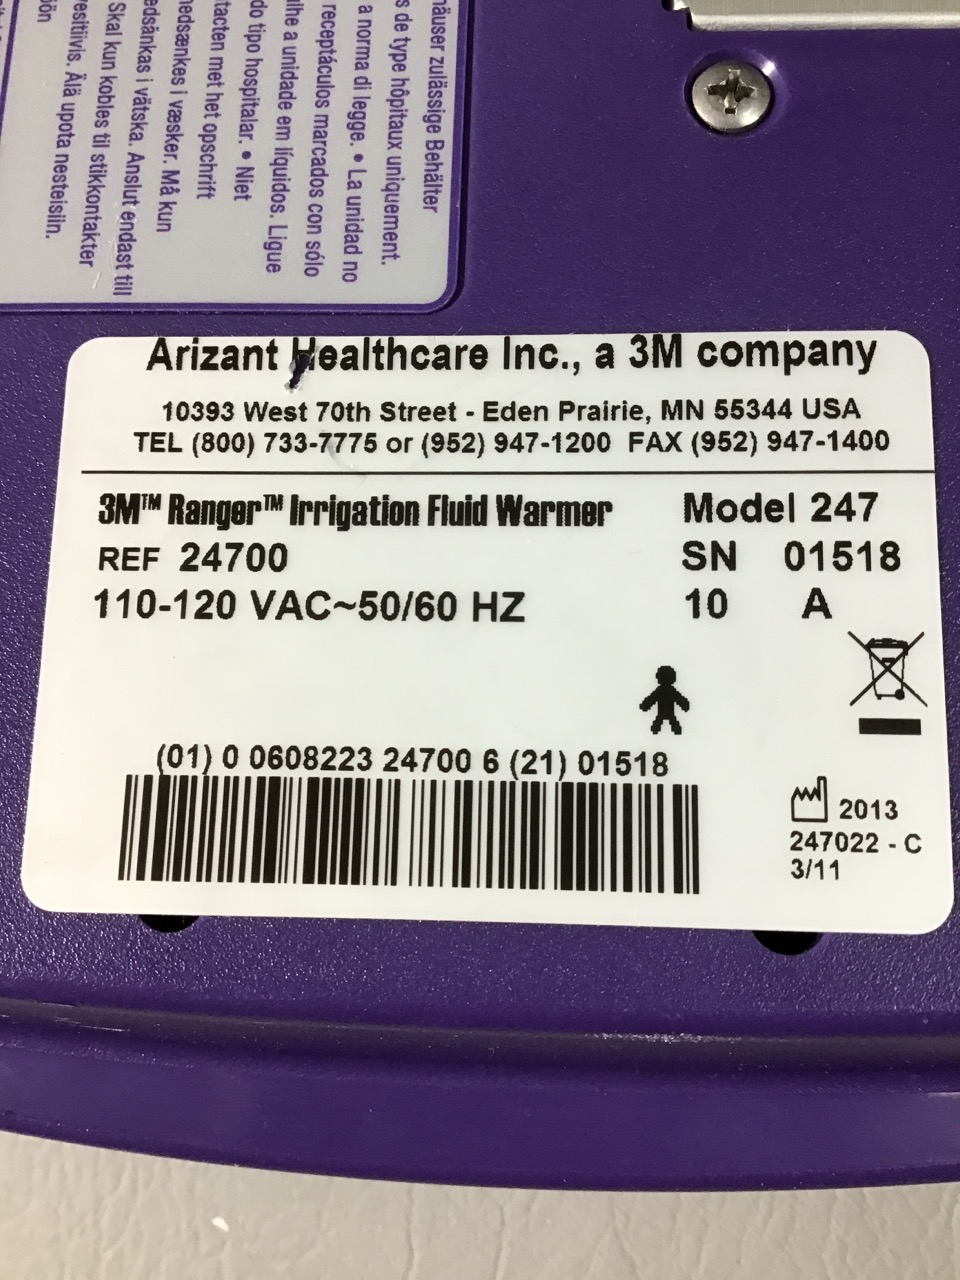 häuser zulässige Behälter
s de type hôpitaux uniquement.
a norma di legge. • La unidad no
receptáculos marcados con sólo
lhe a unidade em líquidos. Ligue
do tipo hospitalar. • Niet
tacten met het opschrift
nedsænkes i væsker. Må kun
edsänkas i vätska. Anslut endast till
Skal kun kobles til stikkontakter
vesitiivis. Älä upota nesteisiin.
Arizant Healthcare Inc., a 3M company
10393 West 70th Street - Eden Prairie, MN 55344 USA
TEL (800) 733-7775 or (952) 947-1200 FAX (952) 947-1400
3M™ Ranger™ Irrigation Fluid Warmer Model 247
REF 24700 SN 01518
110-120 VAC~50/60 HZ 10 A
(01) 0 0608223 24700 6 (21) 01518
2013
247022 - C
3/11